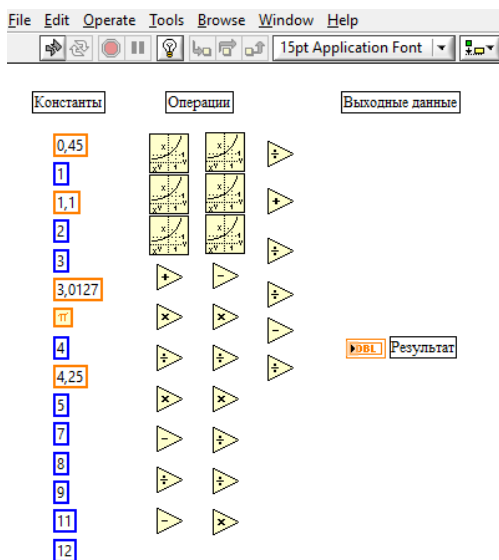 File Edit Operate Tools Browse Window Help
15pt Application Font
Константы Операции Выходные данные
0,45
1
1,1
2
3
3,0127
π
4
4,25
5
7
8
9
11
12
DBL Результат